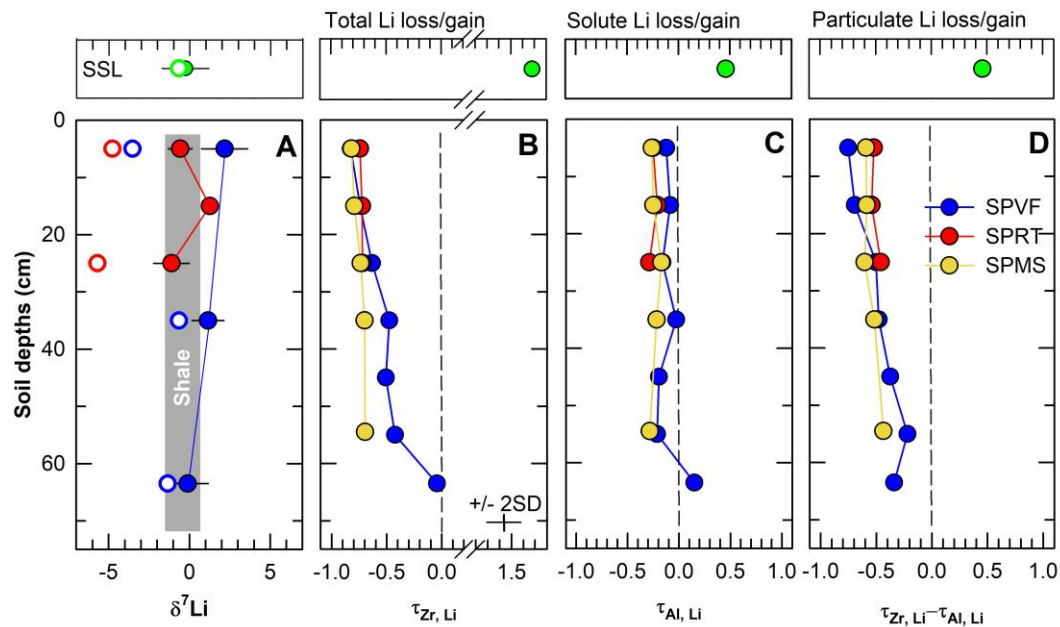 Total Li loss/gain
Solute Li loss/gain
Particulate Li loss/gain
SSL
A
B
C
D
Soil depths (cm)
0
20
40
60
Shale
SPVF
SPRT
SPMS
+/- 2SD
-5 0 5
-1.0 -0.5 0.0 1.5
-1.0 -0.5 0.0 0.5 1.0
-1.0 -0.5 0.0 0.5 1.0
δ⁷Li
τZr, Li
τAl, Li
τZr, Li–τAl, Li